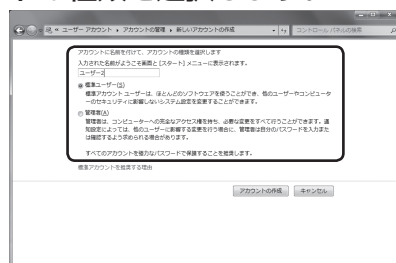 ユーザー アカウント ▸ アカウントの管理 ▸ 新しいアカウントの作成
コントロール パネルの検索
アカウントに名前を付けて、アカウントの種類を選択します
入力された名前がようこそ画面と [スタート] メニューに表示されます。
ユーザー2
標準ユーザー(S)
標準アカウント ユーザーは、ほとんどのソフトウェアを使うことができ、他のユーザーやコンピュータ
ーのセキュリティに影響しないシステム設定を変更することができます。
管理者(A)
管理者は、コンピューターへの完全なアクセス権を持ち、必要な変更をすべて行うことができます。通
知設定によっては、他のユーザーに影響する変更を行う場合に、管理者は自分のパスワードを入力また
は確認するよう求められる場合があります。
すべてのアカウントを強力なパスワードで保護することを推奨します。
標準アカウントを推奨する理由
アカウントの作成
キャンセル